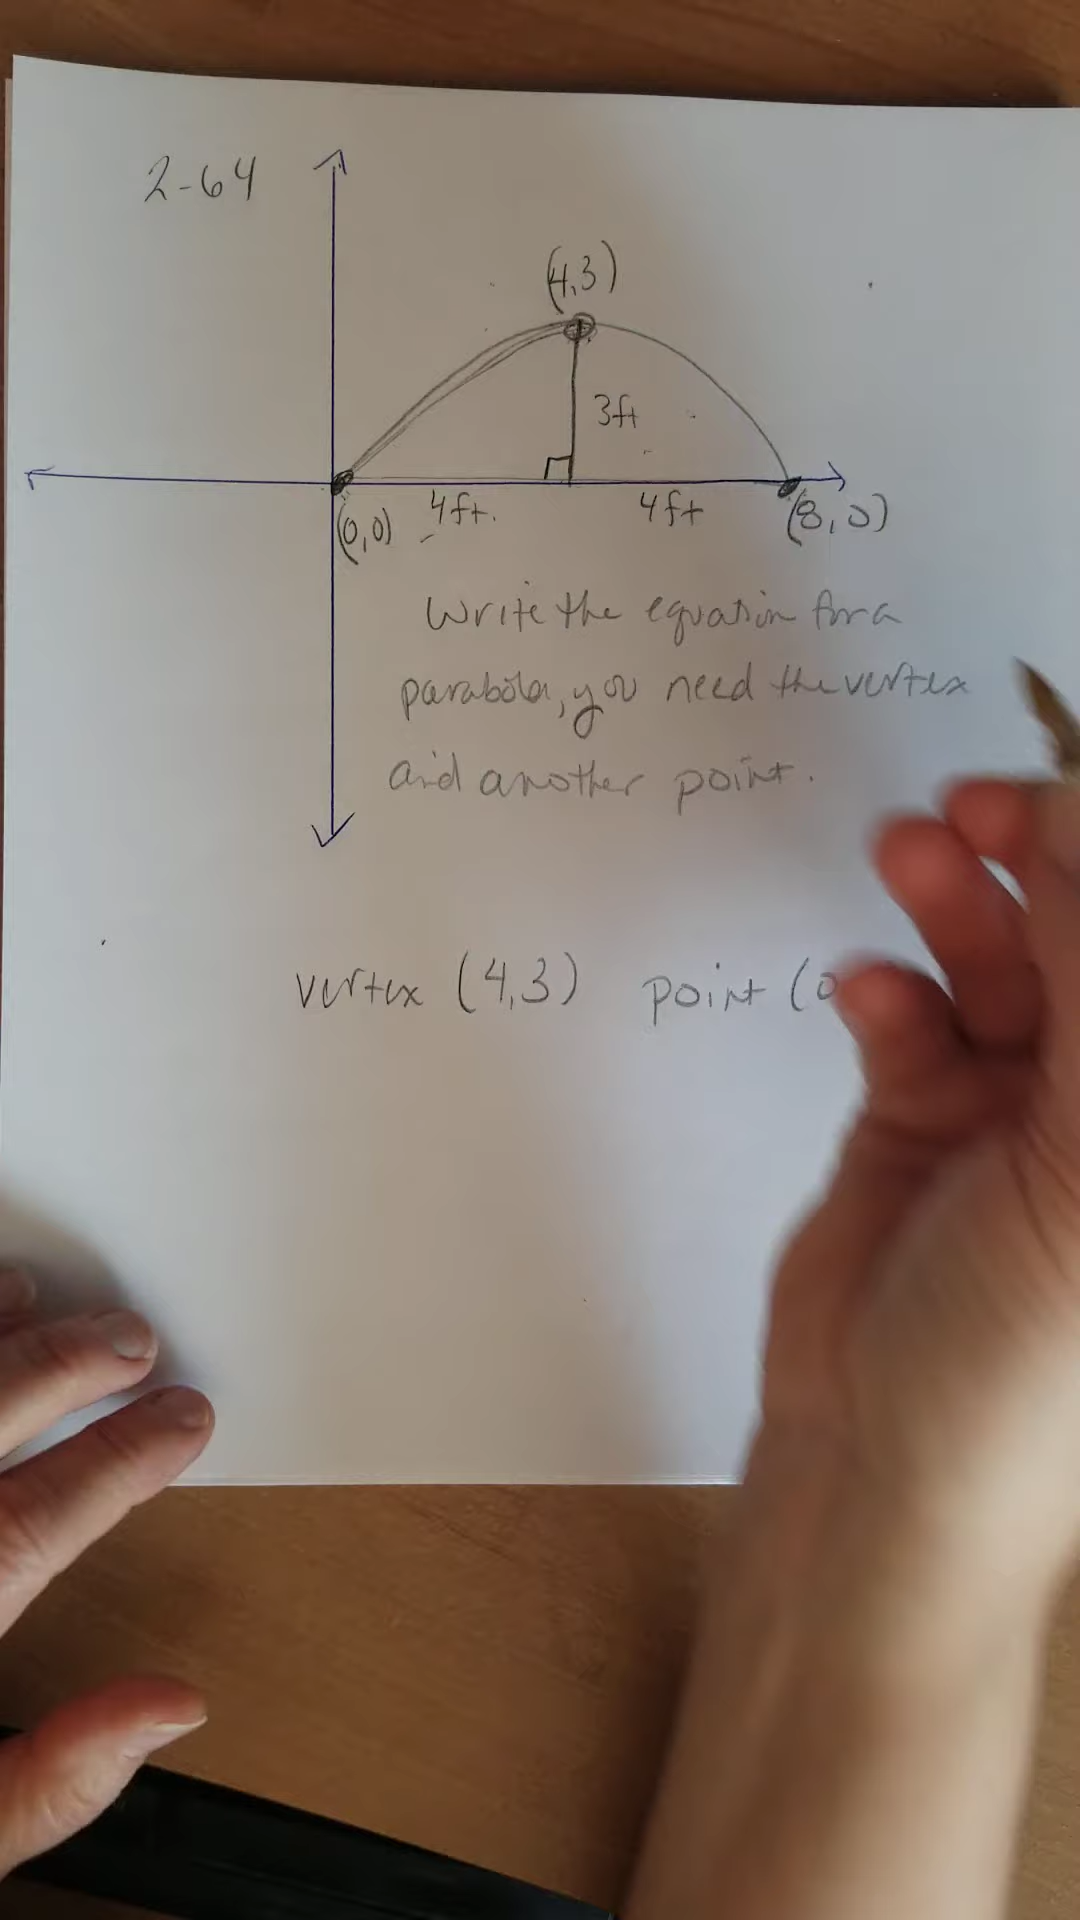 2-64
(4,3)
3ft
4ft.
4ft
(0,0)
(8,0)
Write the equation for a
parabola, you need the vertex
and another point.
vertex (4,3) point (0